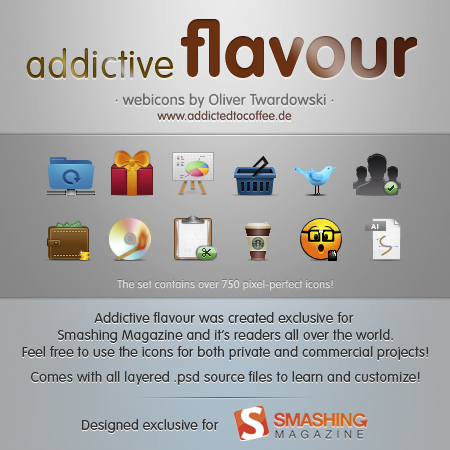 addictive flavour
· webicons by Oliver Twardowski ·
www.addictedtocoffee.de
AI
The set contains over 750 pixel-perfect icons!
Addictive flavour was created exclusive for
Smashing Magazine and it's readers all over the world.
Feel free to use the icons for both private and commercial projects!
Comes with all layered .psd source files to learn and customize!
Designed exclusive for
SMASHING
MAGAZINE